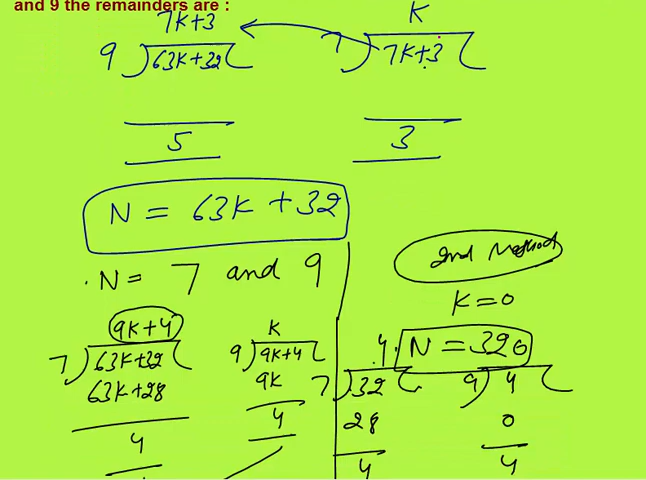 and 9 the remainders are :
7K+3 K
9 ) 63K+32 ( 7 ) 7K+3 (
5 3
N = 63K + 32
N = 7 and 9
2nd Method
K=0
9K+4 K
7 ) 63K+32 ( 9 ) 9K+4 ( 4 N = 320
63K+28 9K 7 ) 32 ( 9 ) 4 (
4 4 28 0
4 4